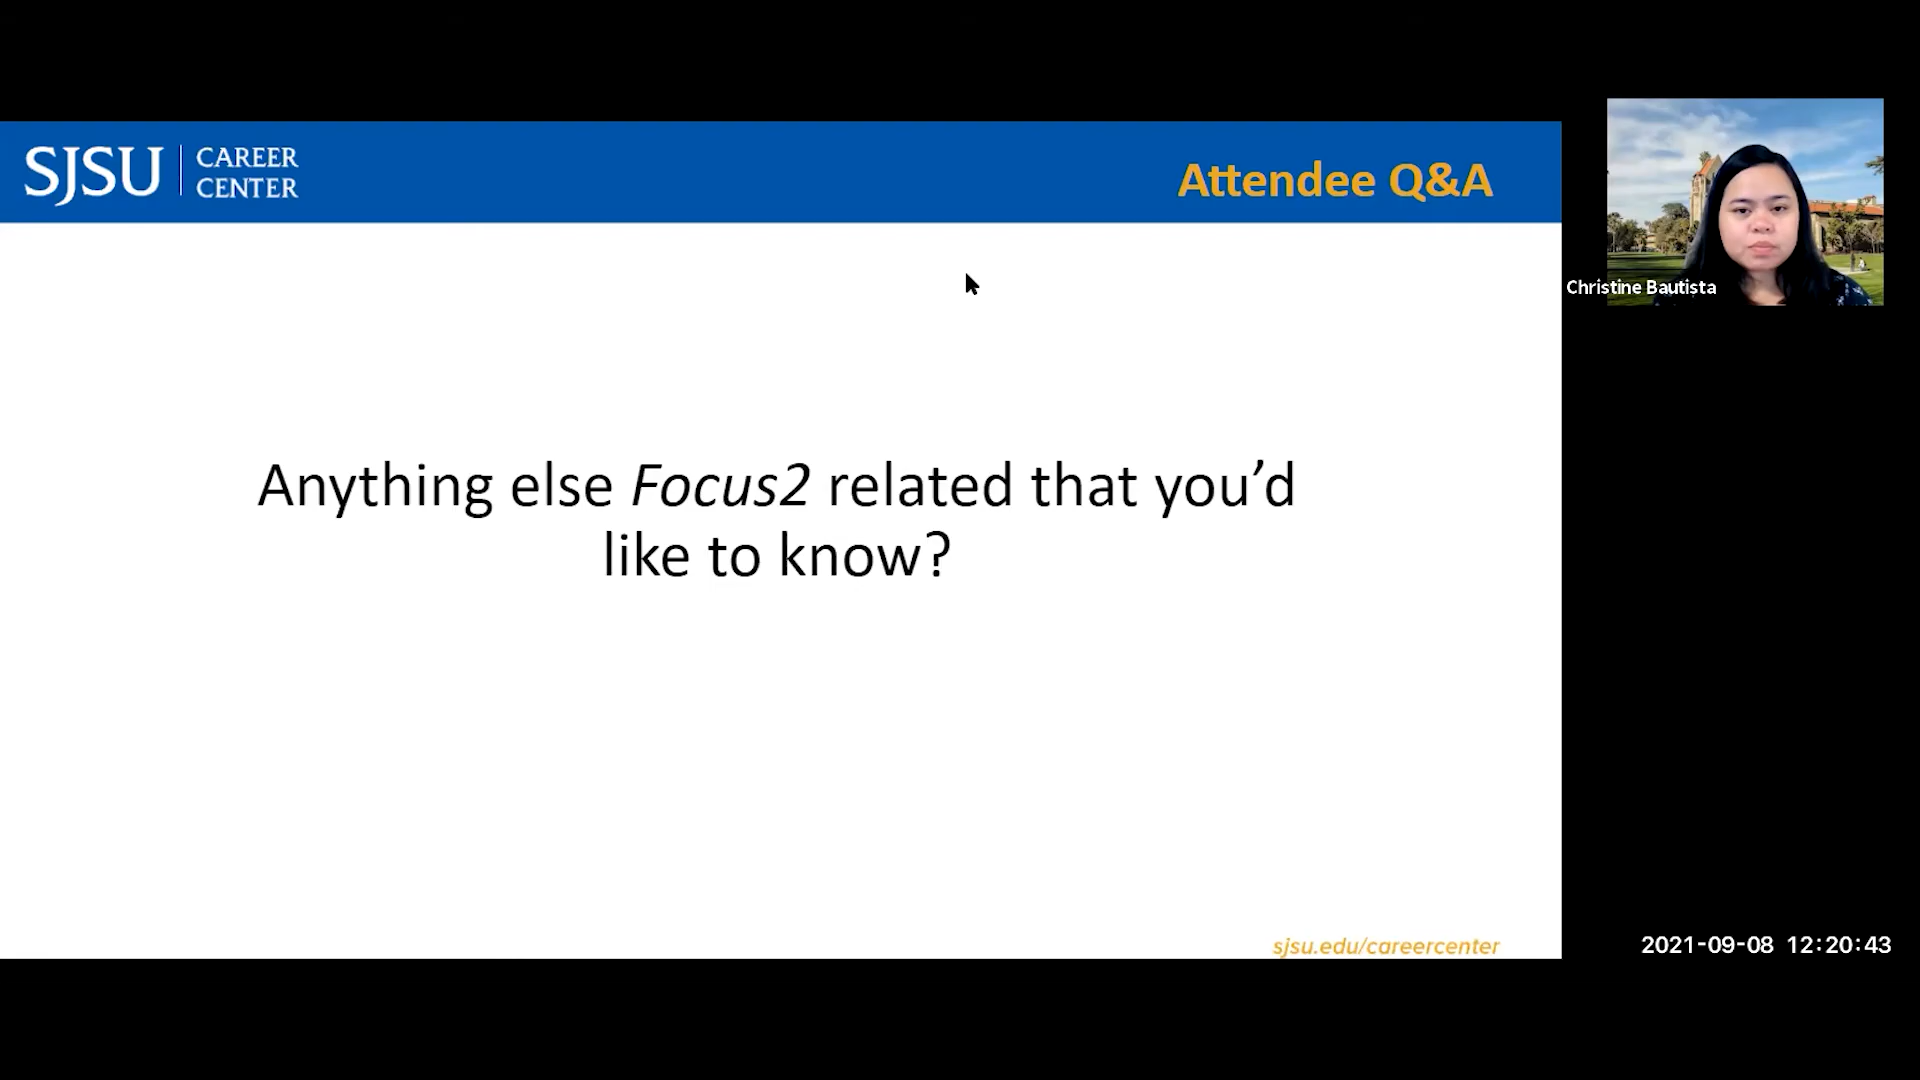 SJSU
CAREER
CENTER
Attendee Q&A
Christine Bautista
Anything else Focus2 related that you’d
like to know?
sjsu.edu/careercenter
2021-09-08 12:20:43